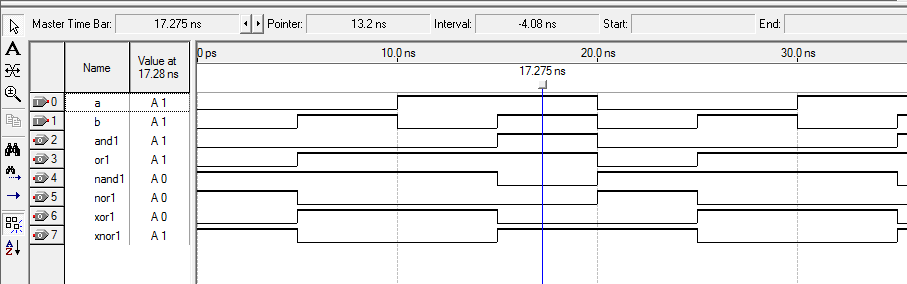 Master Time Bar: 17.275 ns Pointer: 13.2 ns Interval: -4.08 ns Start: End:
A
Name Value at 17.28 ns
0 ps 10.0 ns 20.0 ns 30.0 ns
17.275 ns
0 a A 1
1 b A 1
2 and1 A 1
3 or1 A 1
4 nand1 A 0
5 nor1 A 0
6 xor1 A 0
7 xnor1 A 1
A
Z